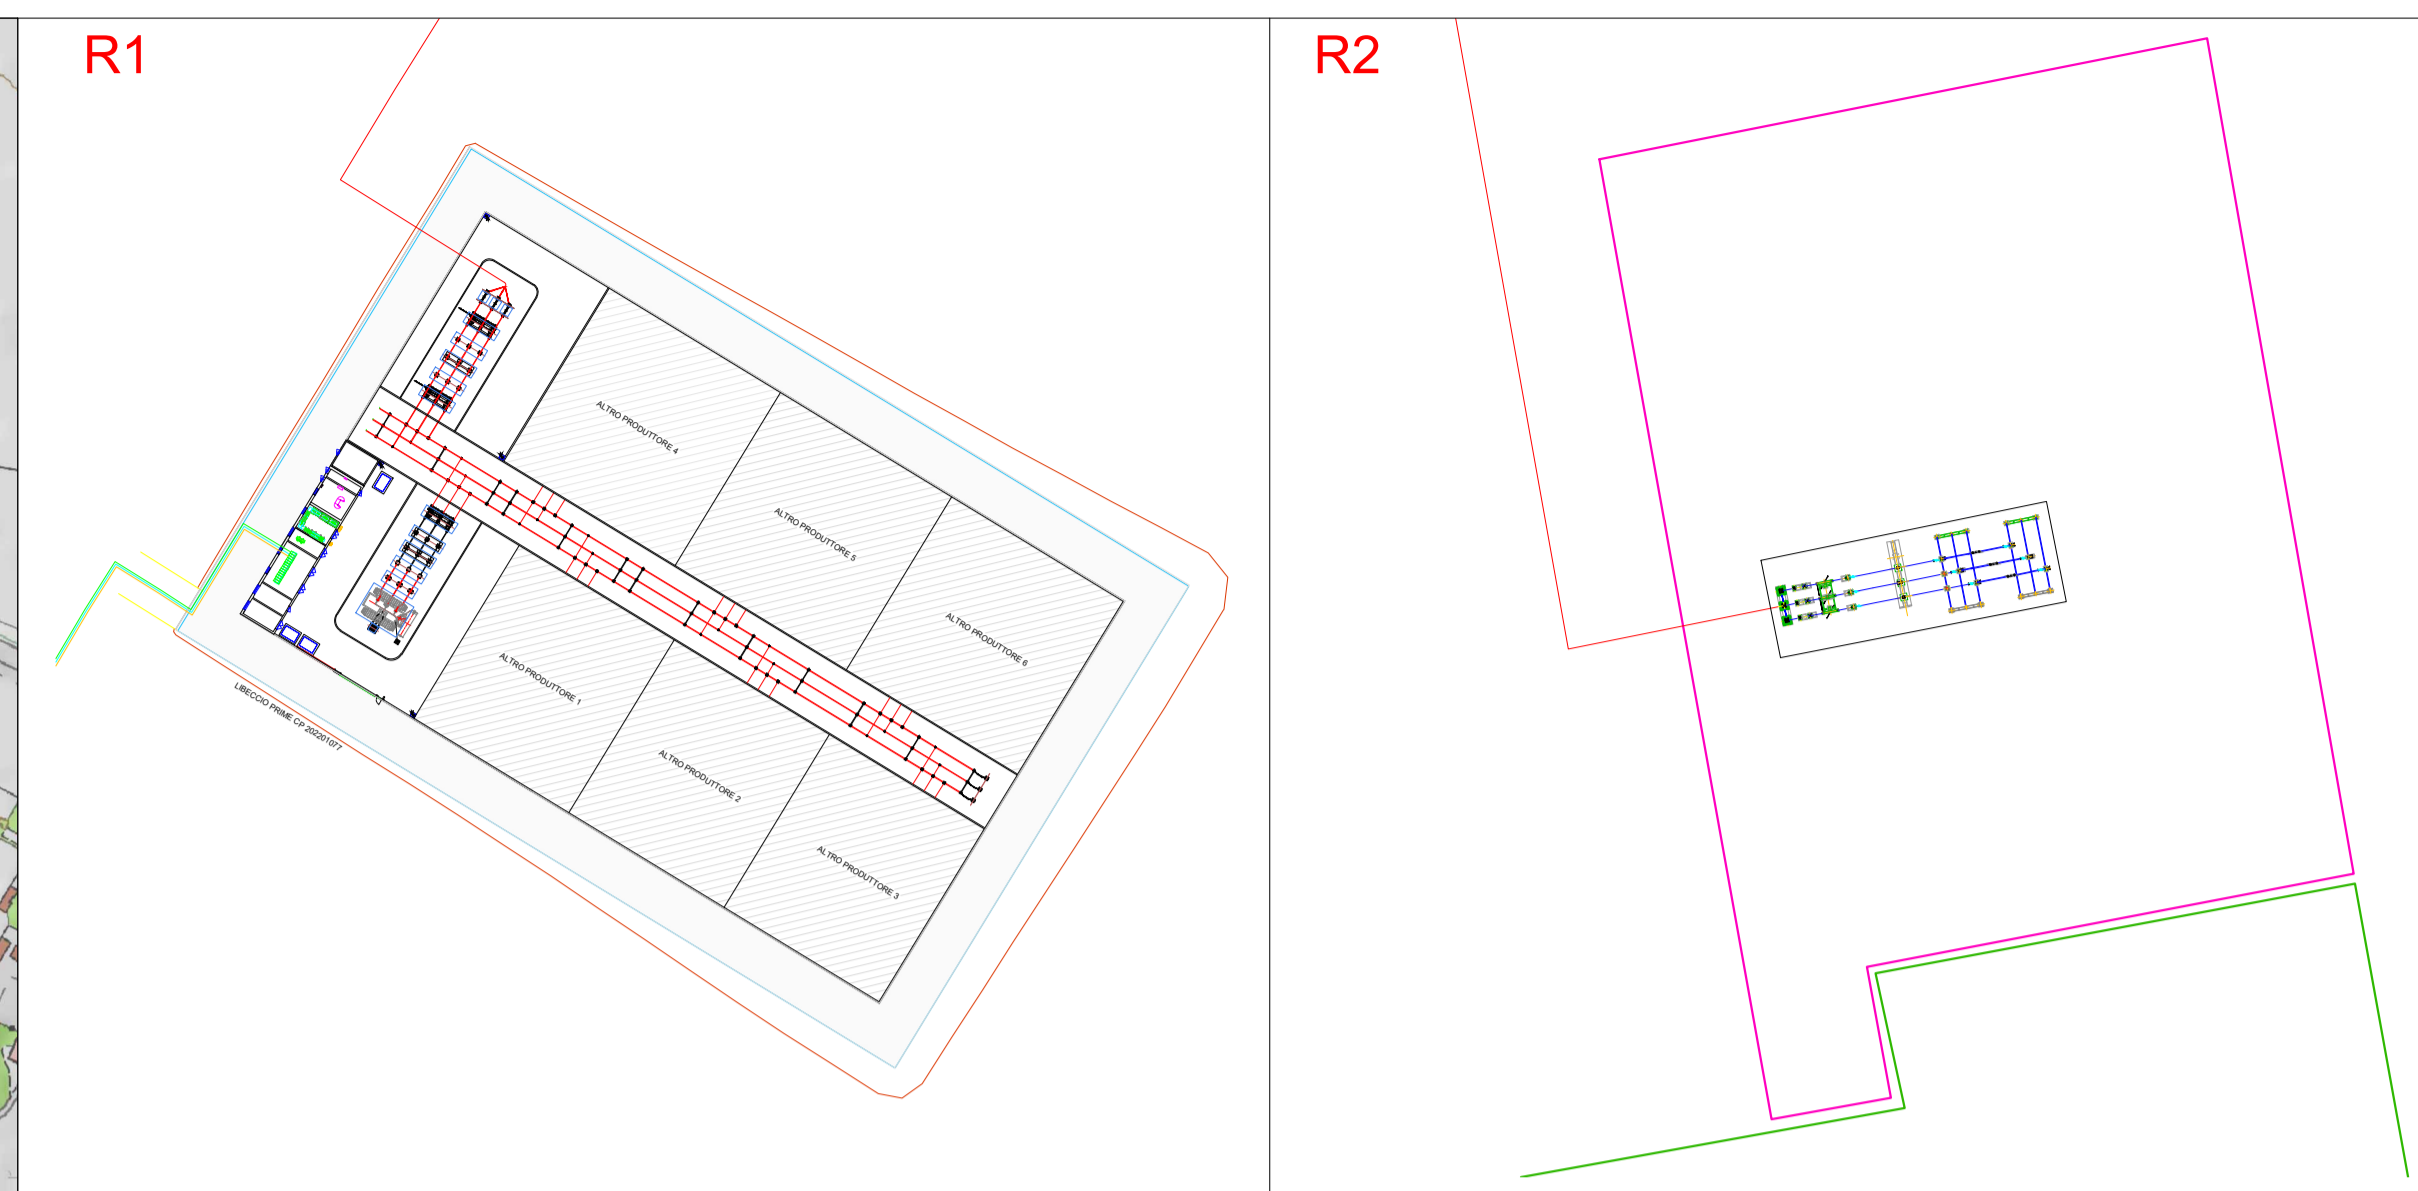 R1
R2
ALTRO PRODUTTORE 4
ALTRO PRODUTTORE 5
ALTRO PRODUTTORE 6
ALTRO PRODUTTORE 1
ALTRO PRODUTTORE 2
ALTRO PRODUTTORE 3
LIBECCIO PRIME CP 202201077